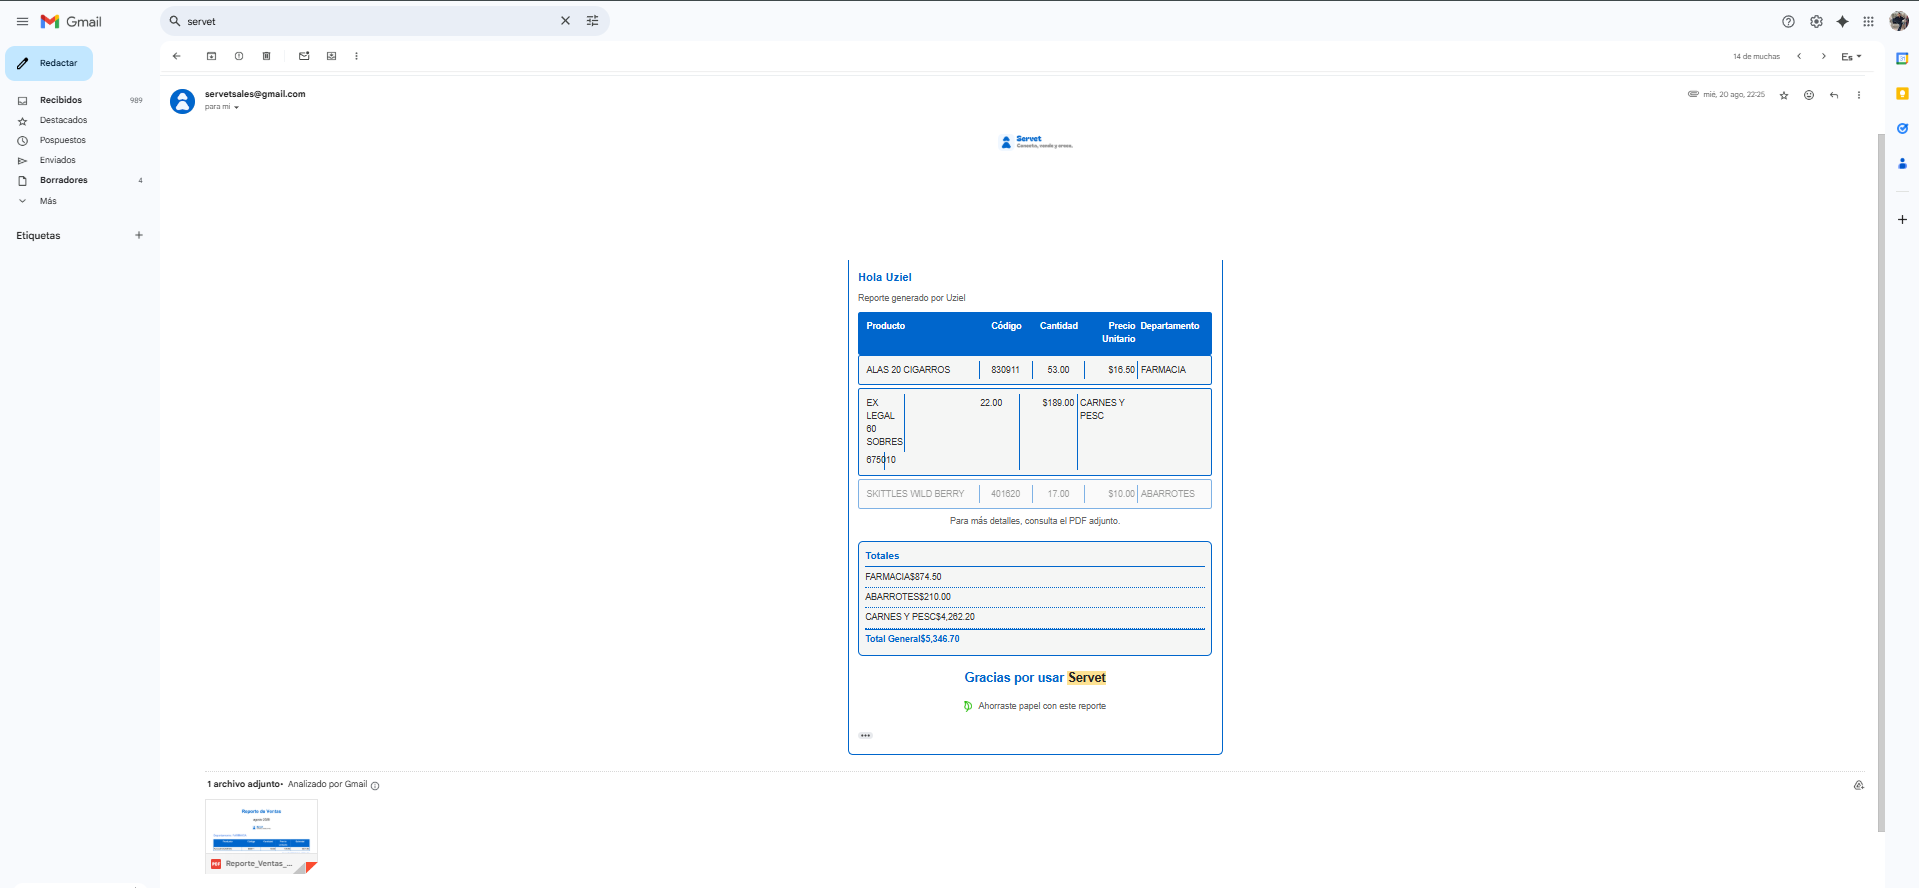 Gmail
servet
Redactar
Recibidos 989
Destacados
Pospuestos
Enviados
Borradores 4
Más
Etiquetas
14 de muchas
Es
servetsales@gmail.com
para mí
mié, 20 ago, 22:25
Servet
Conecta, vende y crece.
Hola Uziel
Reporte generado por Uziel
Producto Código Cantidad Precio Unitario Departamento
ALAS 20 CIGARROS 830911 53.00 $16.50 FARMACIA
EX LEGAL 60 SOBRES 675010 22.00 $189.00 CARNES Y PESC
SKITTLES WILD BERRY 401620 17.00 $10.00 ABARROTES
Para más detalles, consulta el PDF adjunto.
Totales
FARMACIA$874.50
ABARROTES$210.00
CARNES Y PESC$4,262.20
Total General$5,346.70
Gracias por usar Servet
Ahorraste papel con este reporte
1 archivo adjunto • Analizado por Gmail
Reporte de Ventas
PDF Reporte_Ventas_...